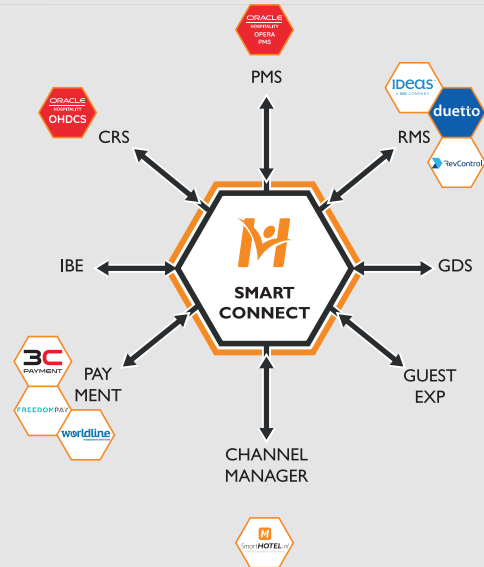 ORACLE
HOSPITALITY
OPERA
PMS
PMS
IDEAS
A SAS COMPANY
duetto
RevControl
RMS
ORACLE
HOSPITALITY
OHDCS
CRS
IBE
SMART
CONNECT
GDS
3C
PAYMENT
FREEDOMPAY
worldline
PAY
MENT
GUEST
EXP
CHANNEL
MANAGER
SmartHOTEL.nl